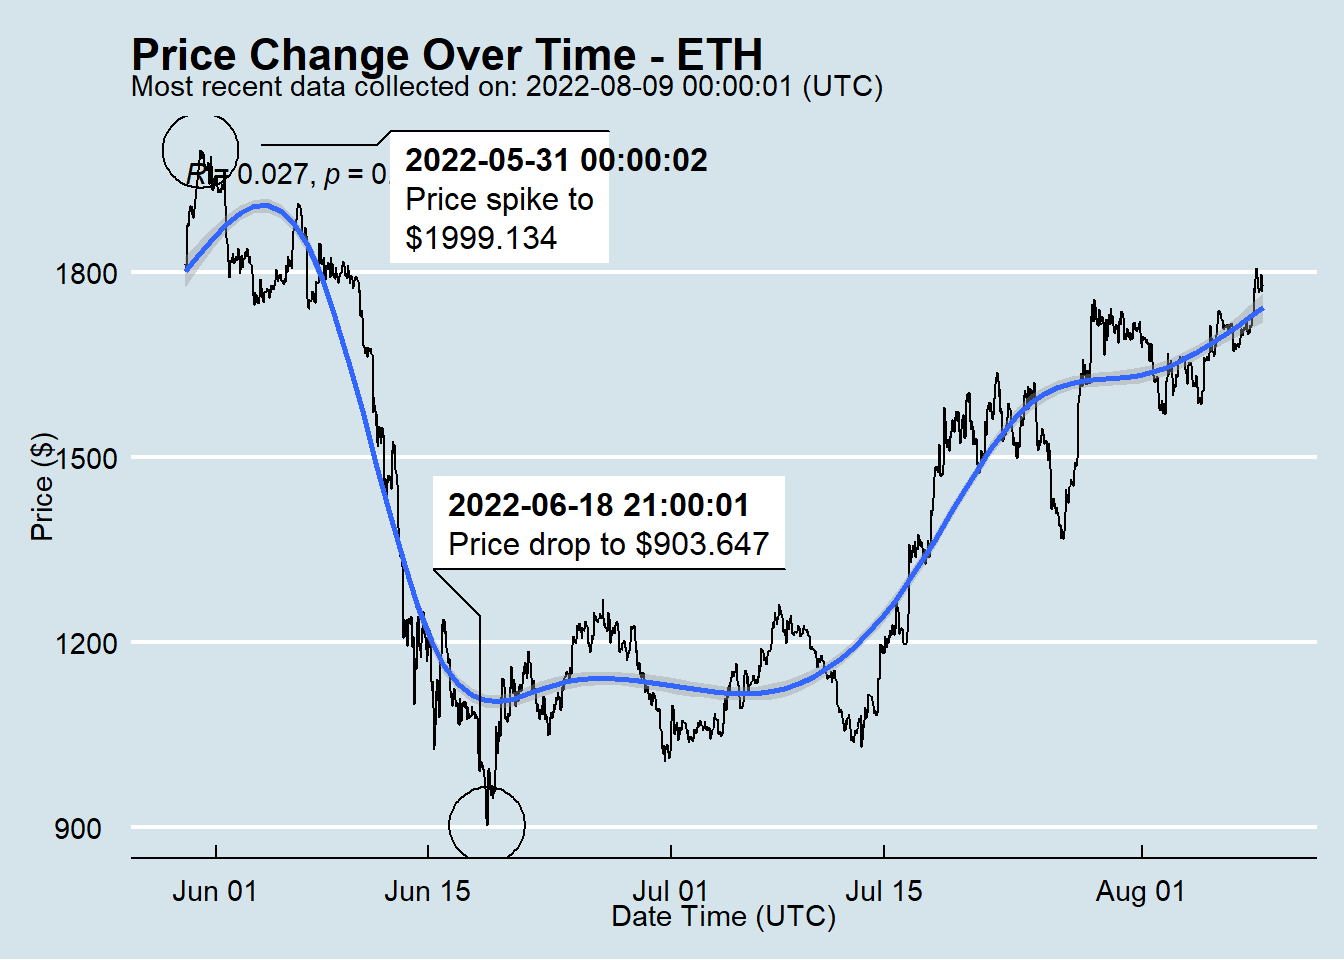 Price Change Over Time - ETH
Most recent data collected on: 2022-08-09 00:00:01 (UTC)
R = 0.027, p = 0.
2022-05-31 00:00:02
Price spike to
$1999.134
2022-06-18 21:00:01
Price drop to $903.647
Price ($)
1800
1500
1200
900
Jun 01 Jun 15 Jul 01 Jul 15 Aug 01
Date Time (UTC)